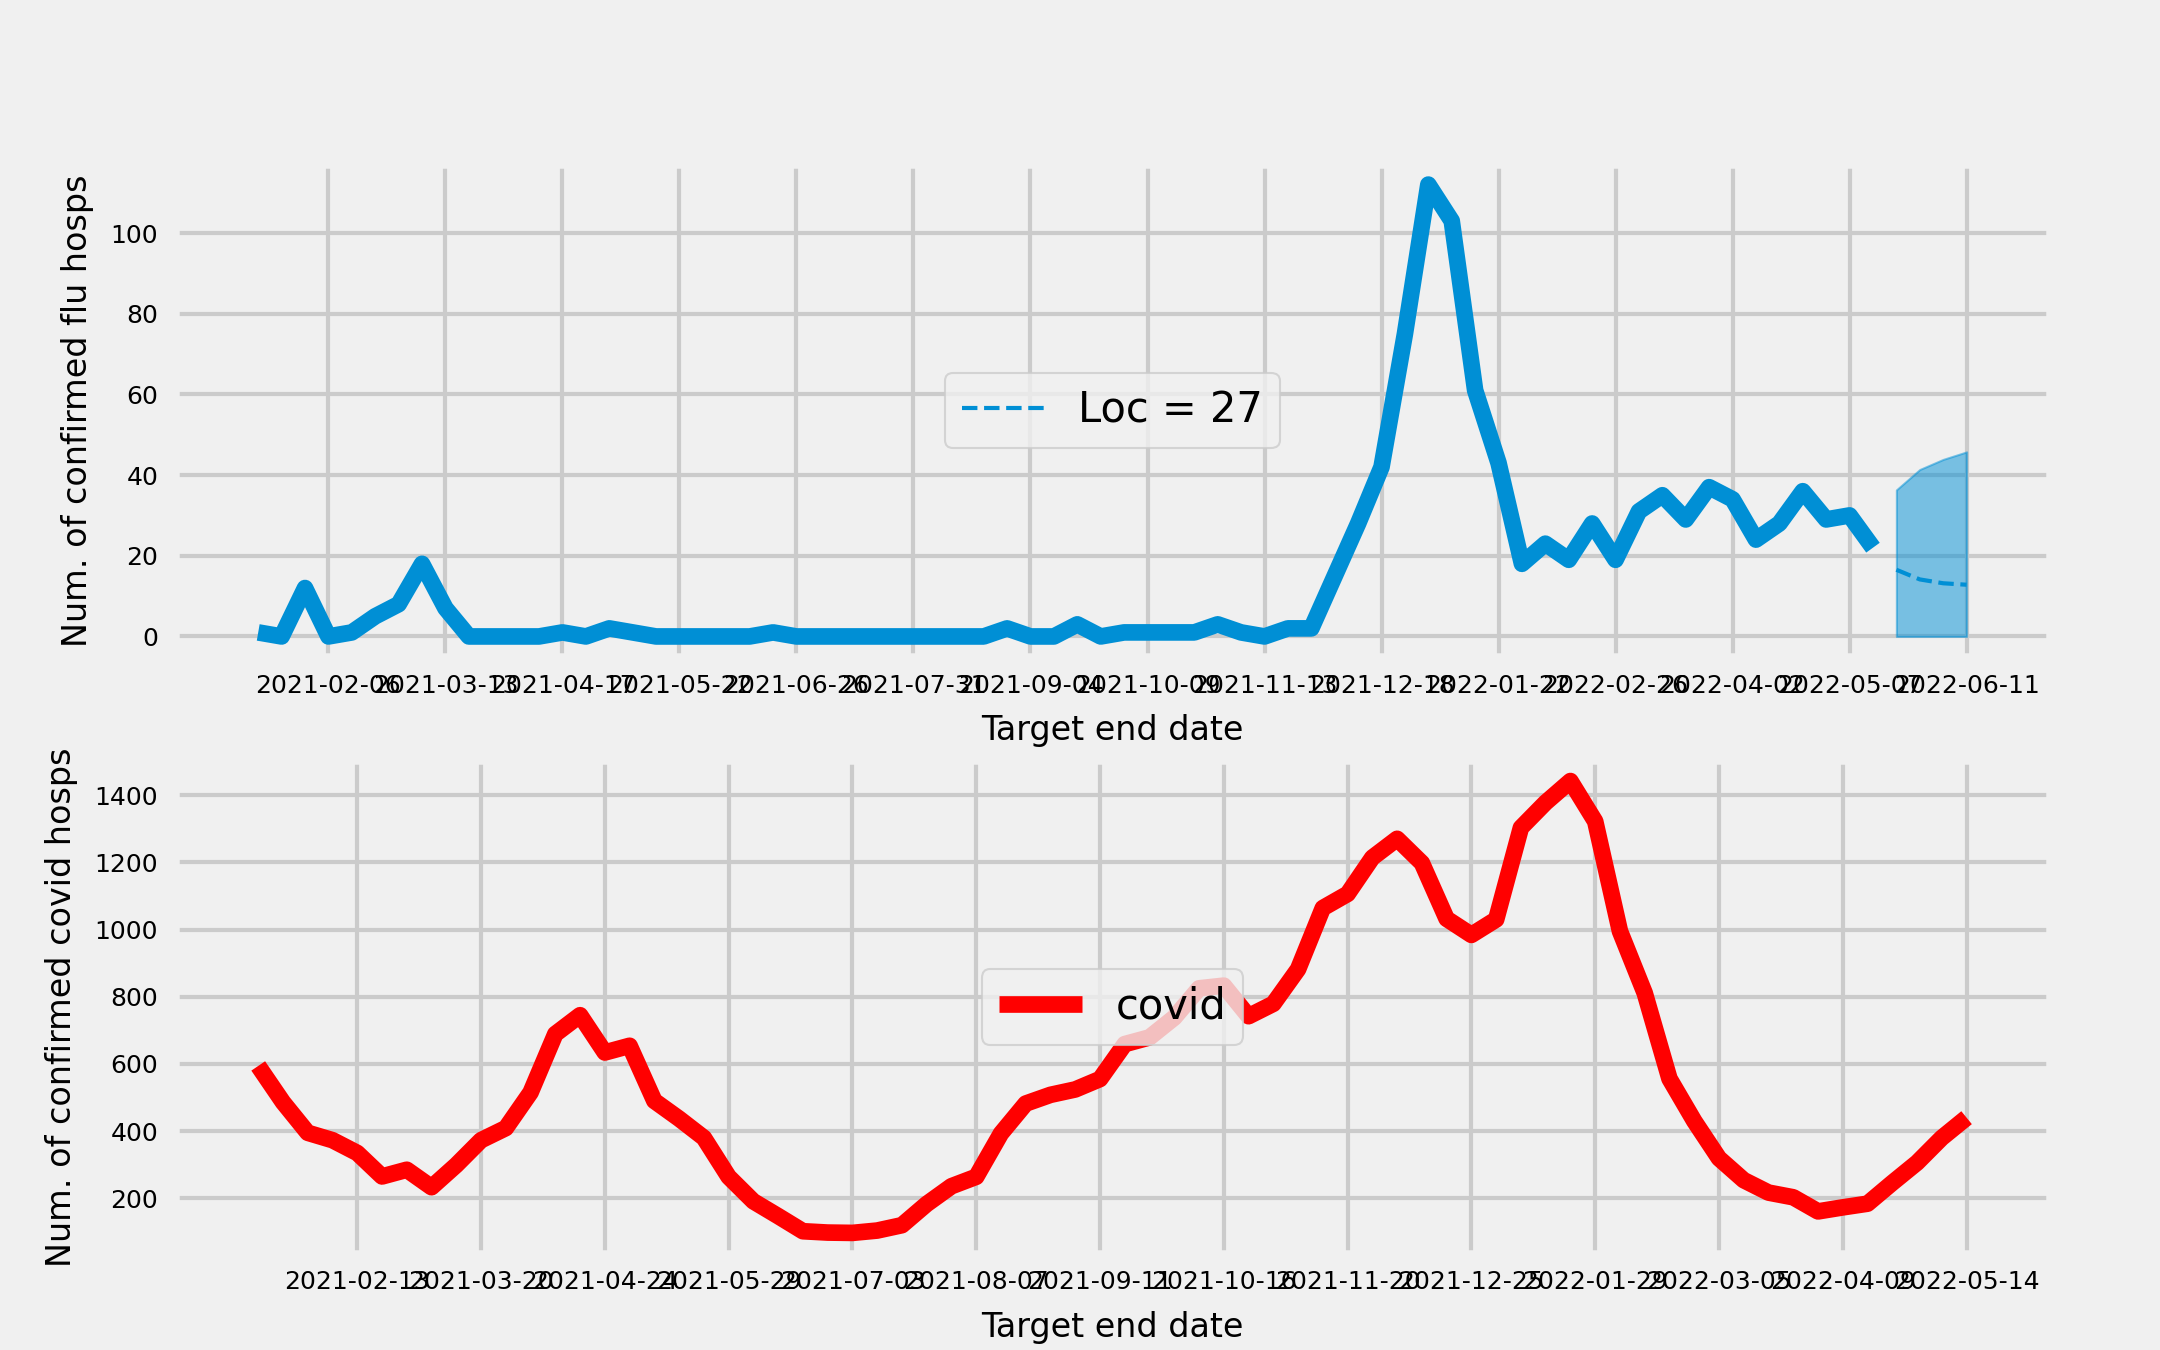 Num. of confirmed flu hosps
100
80
60
40
20
0
Loc = 27
2021-02-06 2021-03-13 2021-04-17 2021-05-22 2021-06-26 2021-07-31 2021-09-04 2021-10-09 2021-11-13 2021-12-18 2022-01-22 2022-02-26 2022-04-02 2022-05-07 2022-06-11
Target end date
Num. of confirmed covid hosps
1400
1200
1000
800
600
400
200
covid
2021-02-13 2021-03-20 2021-04-24 2021-05-29 2021-07-03 2021-08-07 2021-09-11 2021-10-16 2021-11-20 2021-12-25 2022-01-29 2022-03-05 2022-04-09 2022-05-14
Target end date